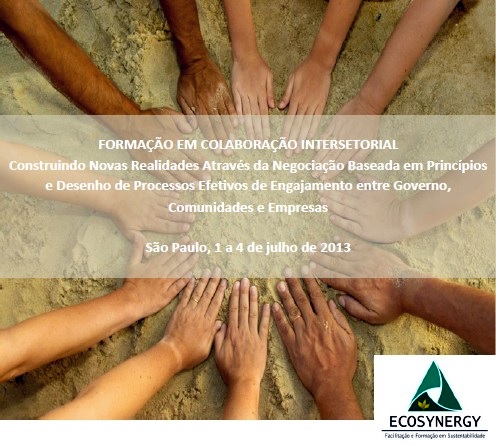 FORMAÇÃO EM COLABORAÇÃO INTERSETORIAL
Construindo Novas Realidades Através da Negociação Baseada em Princípios
e Desenho de Processos Efetivos de Engajamento entre Governo,
Comunidades e Empresas
São Paulo, 1 a 4 de julho de 2013
ECOSYNERGY
Facilitação e Formação em Sustentabilidade